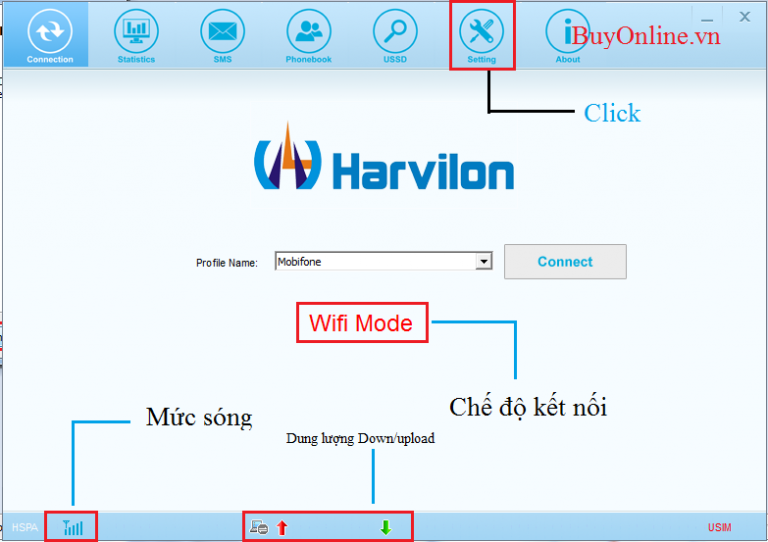 Connection
Statistics
SMS
Phonebook
USSD
Setting
About
iBuyOnline.vn
Click
Harvilon
Profile Name:
Mobifone
Connect
Wifi Mode
Mức sóng
Chế độ kết nối
Dung lượng Down/upload
HSPA
USIM